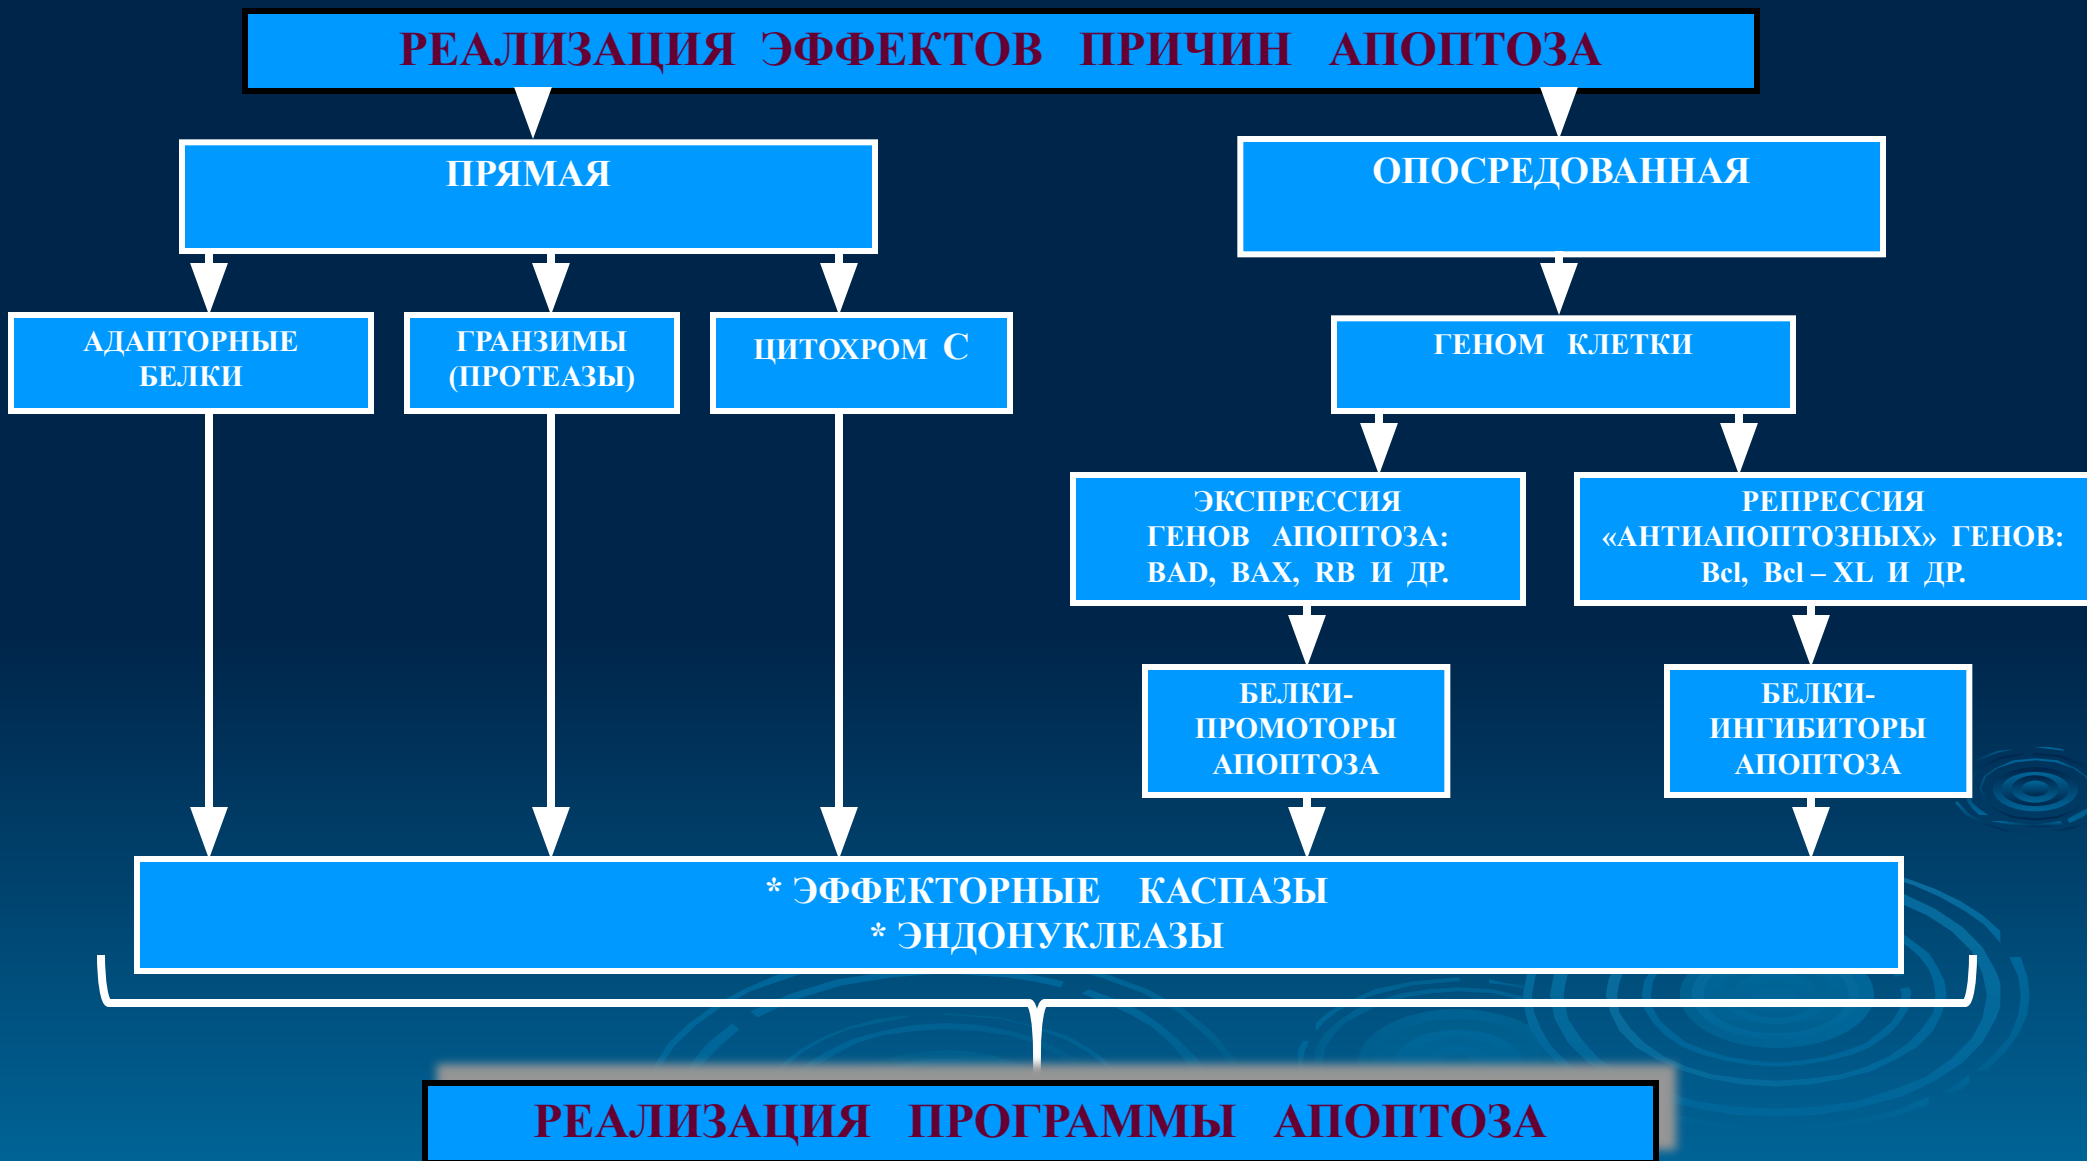 РЕАЛИЗАЦИЯ ЭФФЕКТОВ ПРИЧИН АПОПТОЗА
ПРЯМАЯ
ОПОСРЕДОВАННАЯ
АДАПТОРНЫЕ
БЕЛКИ
ГРАНЗИМЫ
(ПРОТЕАЗЫ)
ЦИТОХРОМ С
ГЕНОМ КЛЕТКИ
ЭКСПРЕССИЯ
ГЕНОВ АПОПТОЗА:
BAD, BAX, RB И ДР.
РЕПРЕССИЯ
«АНТИАПОПТОЗНЫХ» ГЕНОВ:
Bcl, Bcl – XL И ДР.
БЕЛКИ-
ПРОМОТОРЫ
АПОПТОЗА
БЕЛКИ-
ИНГИБИТОРЫ
АПОПТОЗА
* ЭФФЕКТОРНЫЕ КАСПАЗЫ
* ЭНДОНУКЛЕАЗЫ
РЕАЛИЗАЦИЯ ПРОГРАММЫ АПОПТОЗА